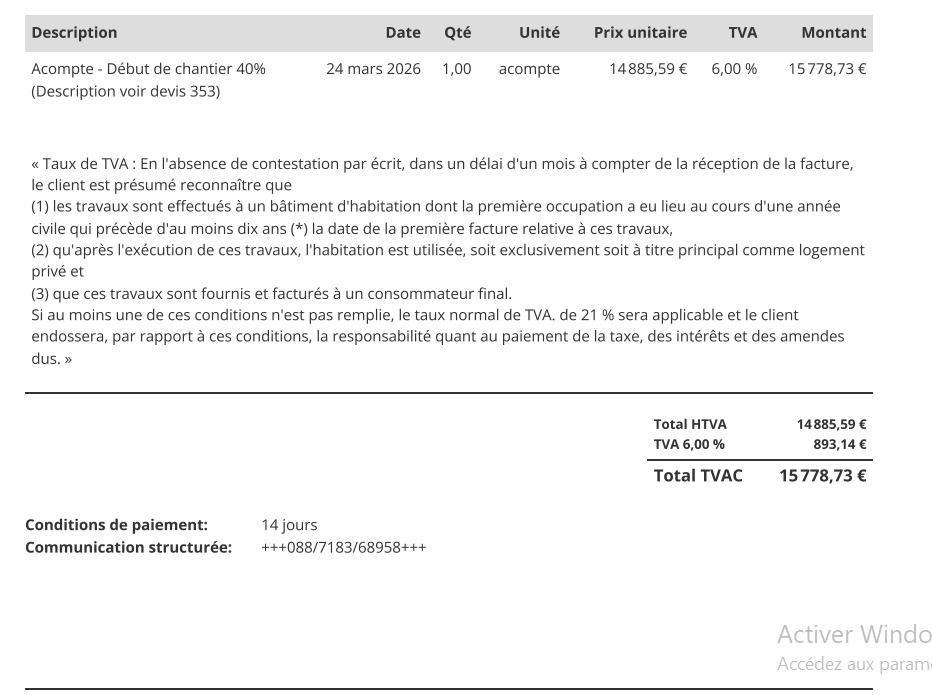 Description Date Qté Unité Prix unitaire TVA Montant
Acompte - Début de chantier 40% 24 mars 2026 1,00 acompte 14 885,59 € 6,00 % 15 778,73 €
(Description voir devis 353)
« Taux de TVA : En l'absence de contestation par écrit, dans un délai d'un mois à compter de la réception de la facture,
le client est présumé reconnaître que
(1) les travaux sont effectués à un bâtiment d'habitation dont la première occupation a eu lieu au cours d'une année
civile qui précède d'au moins dix ans (*) la date de la première facture relative à ces travaux,
(2) qu'après l'exécution de ces travaux, l'habitation est utilisée, soit exclusivement soit à titre principal comme logement
privé et
(3) que ces travaux sont fournis et facturés à un consommateur final.
Si au moins une de ces conditions n'est pas remplie, le taux normal de TVA. de 21 % sera applicable et le client
endossera, par rapport à ces conditions, la responsabilité quant au paiement de la taxe, des intérêts et des amendes
dus. »
Total HTVA 14 885,59 €
TVA 6,00 % 893,14 €
Total TVAC 15 778,73 €
Conditions de paiement: 14 jours
Communication structurée: +++088/7183/68958+++
Activer Windo
Accédez aux param